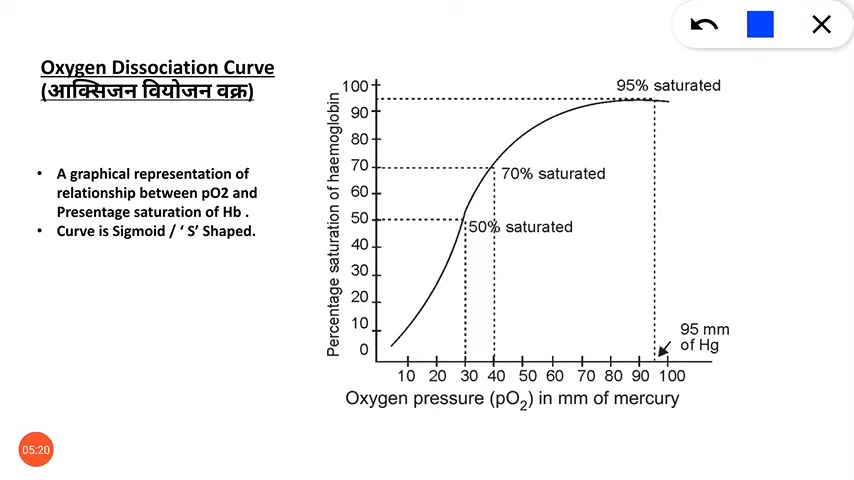 Oxygen Dissociation Curve
(आक्सिजन वियोजन वक्र)
• A graphical representation of
relationship between pO2 and
Presentage saturation of Hb .
• Curve is Sigmoid / ‘ S’ Shaped.
Percentage saturation of haemoglobin
100
90
80
70
60
50
40
30
20
10
0
95% saturated
70% saturated
50% saturated
95 mm
of Hg
10 20 30 40 50 60 70 80 90 100
Oxygen pressure (pO₂) in mm of mercury
05:20